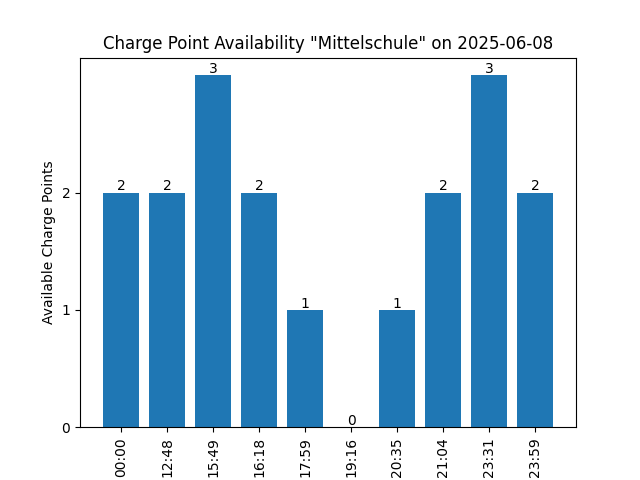 Charge Point Availability "Mittelschule" on 2025-06-08
3 3
2 2 2 2 2
1 1
0
2
1
0
Available Charge Points
00:00 12:48 15:49 16:18 17:59 19:16 20:35 21:04 23:31 23:59